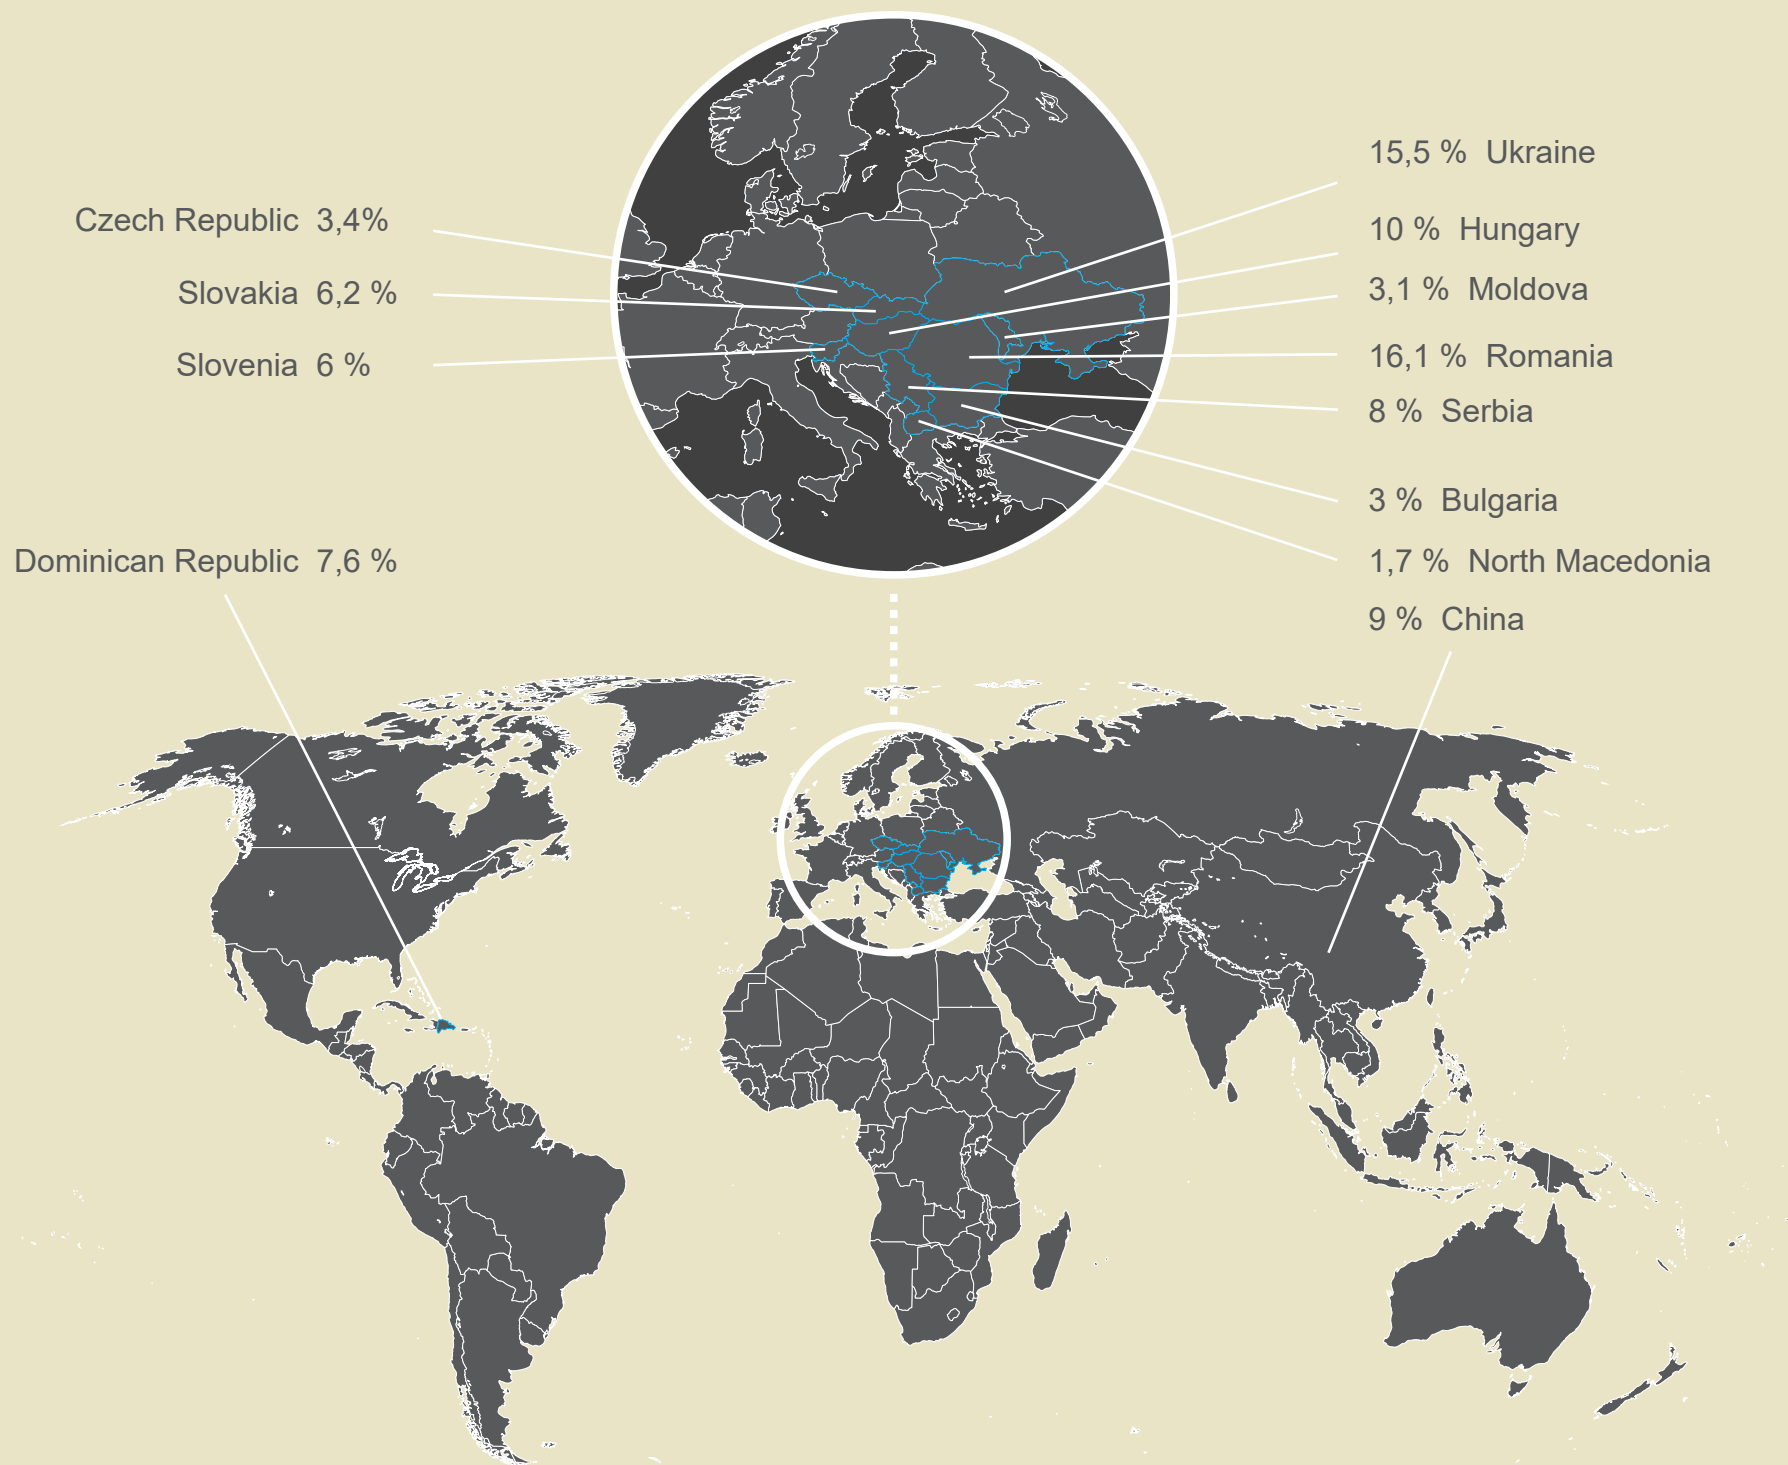 Czech Republic 3,4%
Slovakia 6,2 %
Slovenia 6 %
Dominican Republic 7,6 %
15,5 % Ukraine
10 % Hungary
3,1 % Moldova
16,1 % Romania
8 % Serbia
3 % Bulgaria
1,7 % North Macedonia
9 % China